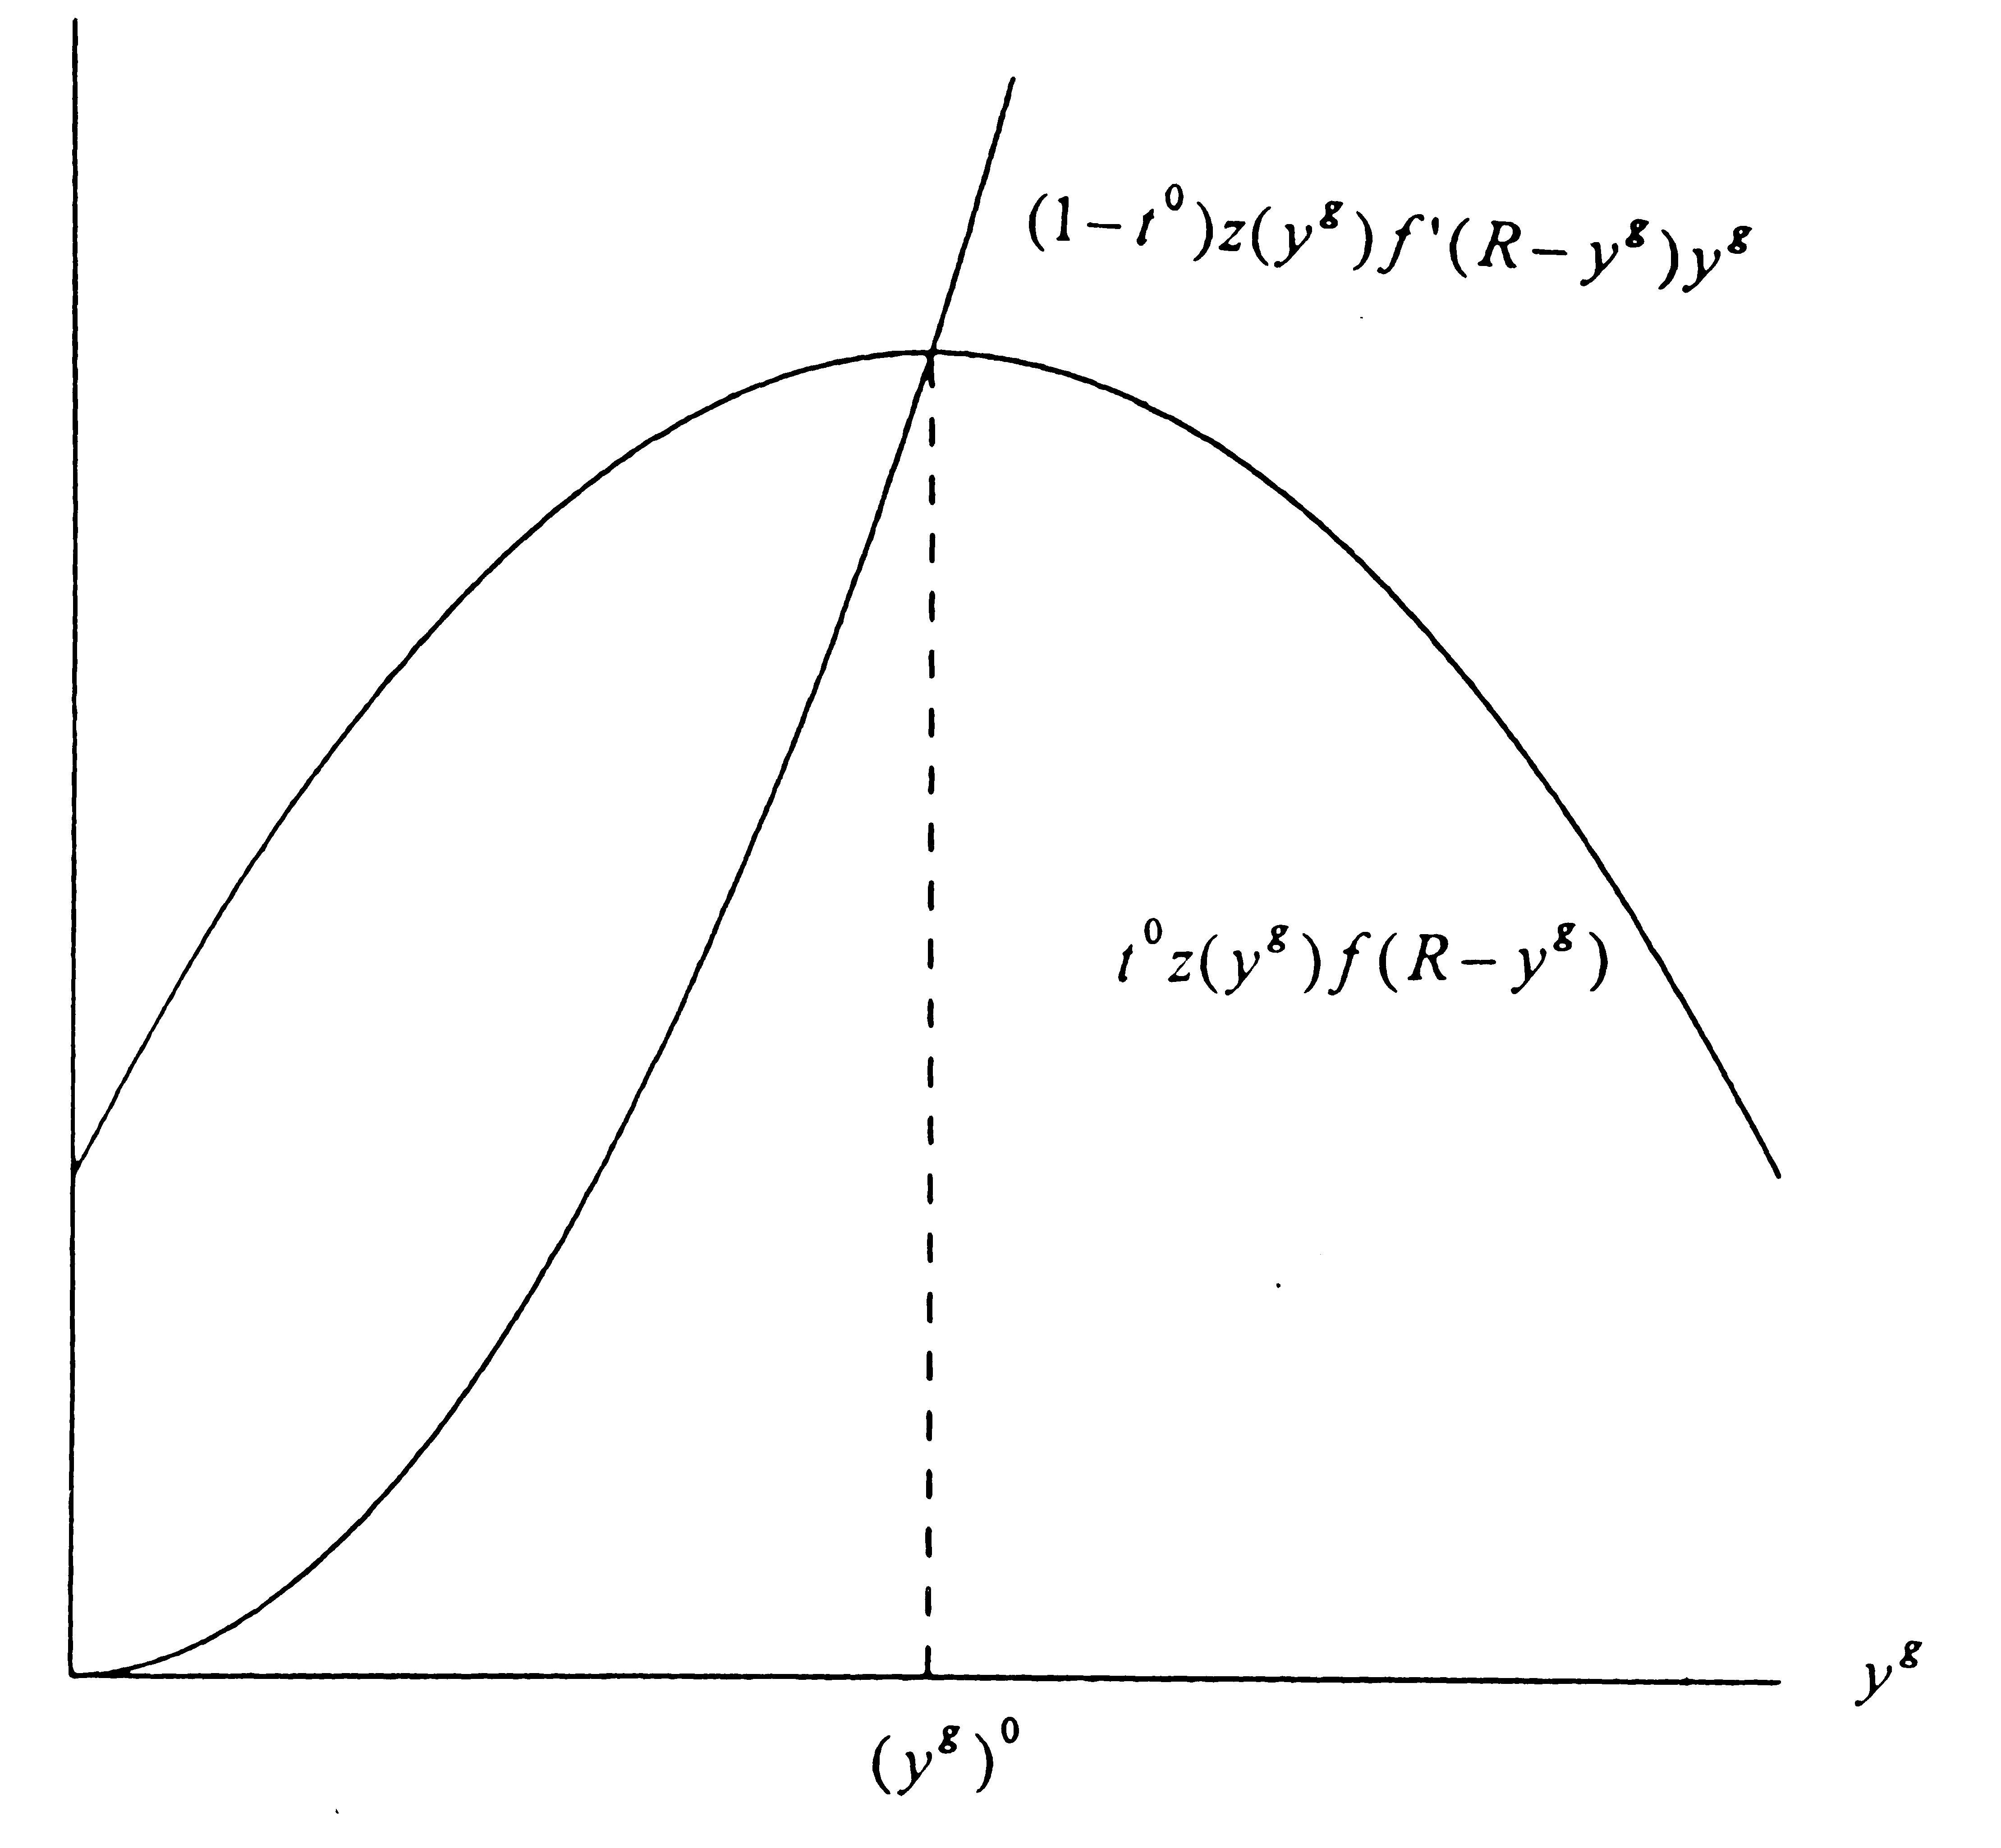 (1−t⁰)z(yᵍ)f'(R−yᵍ)yᵍ
t⁰z(yᵍ)f(R−yᵍ)
yᵍ
(yᵍ)⁰